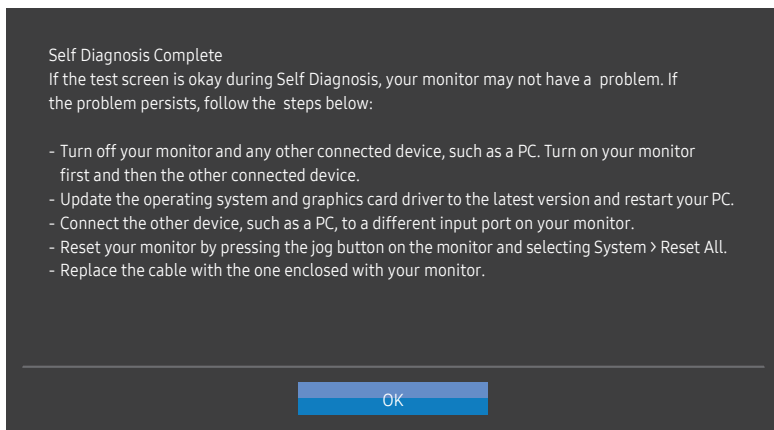 Self Diagnosis Complete
If the test screen is okay during Self Diagnosis, your monitor may not have a problem. If
the problem persists, follow the steps below:
- Turn off your monitor and any other connected device, such as a PC. Turn on your monitor
first and then the other connected device.
- Update the operating system and graphics card driver to the latest version and restart your PC.
- Connect the other device, such as a PC, to a different input port on your monitor.
- Reset your monitor by pressing the jog button on the monitor and selecting System > Reset All.
- Replace the cable with the one enclosed with your monitor.
OK